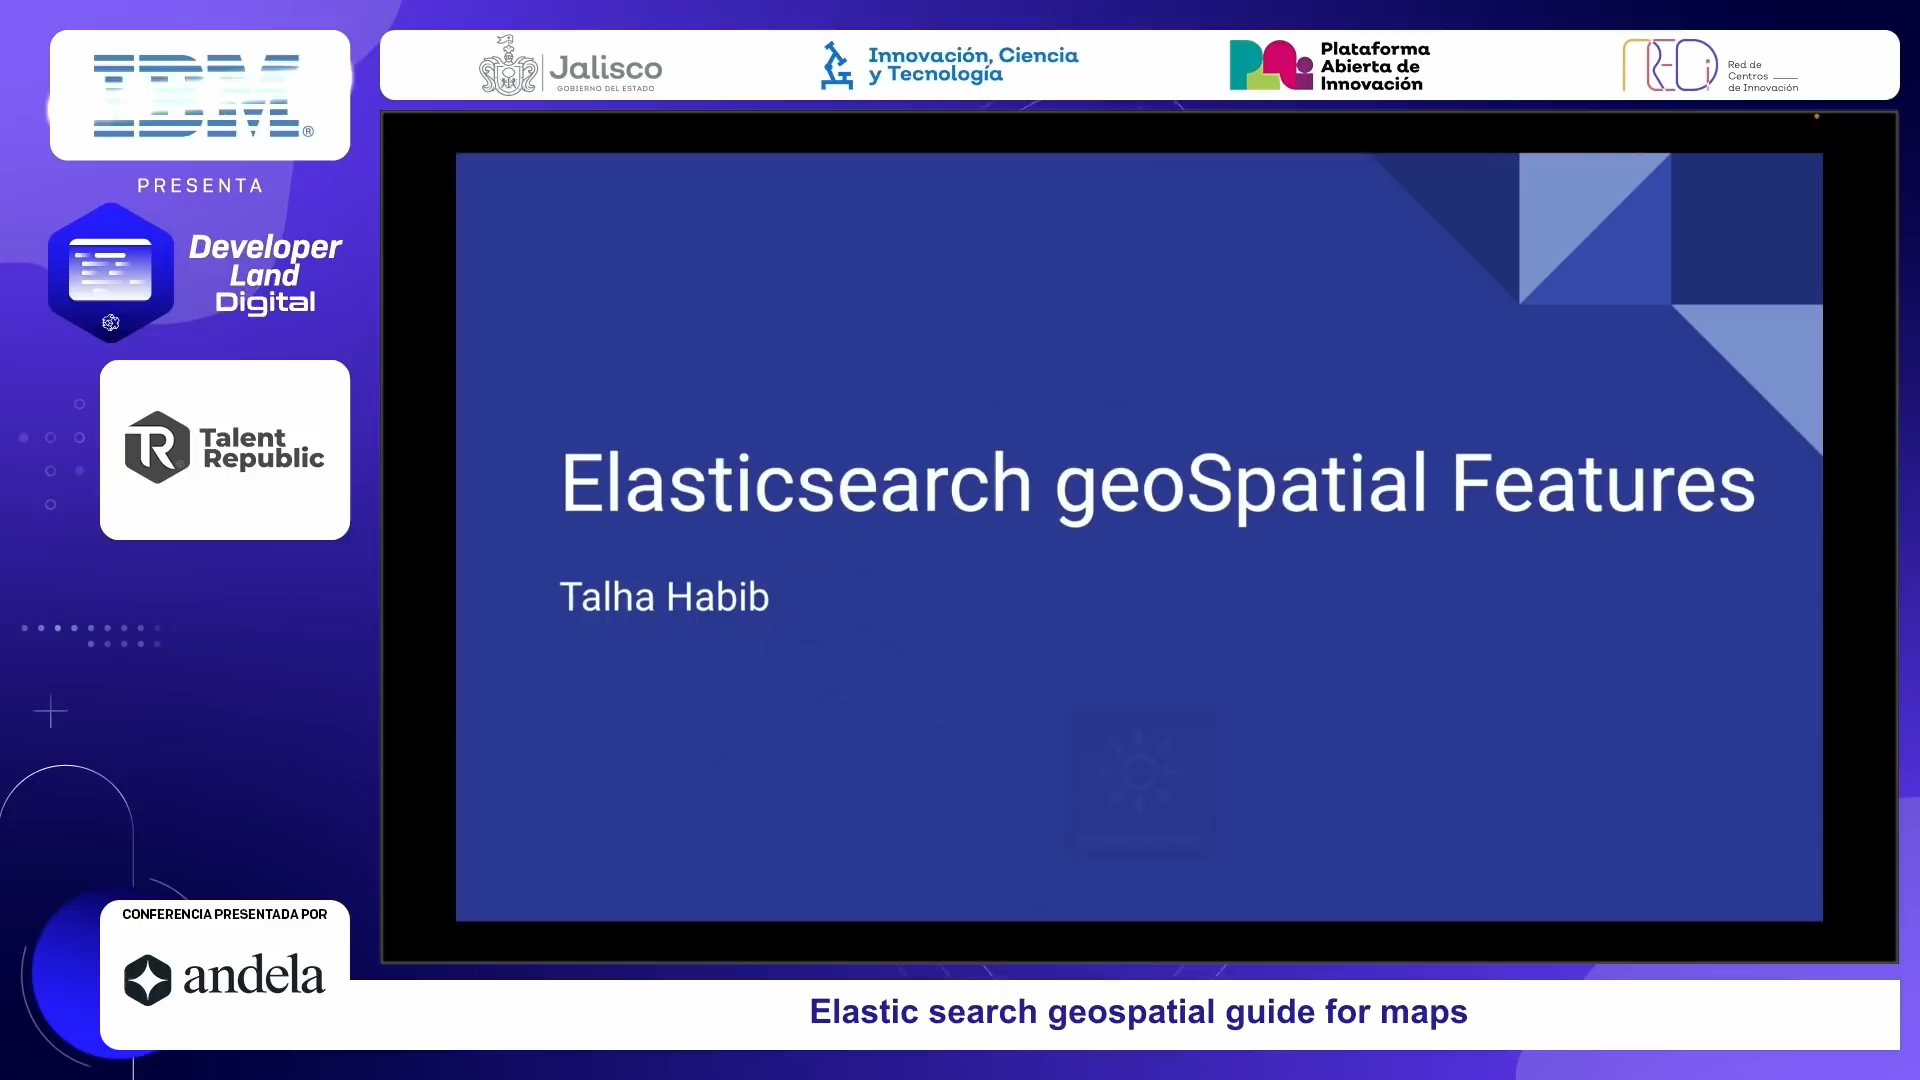 IBM®
PRESENTA
Developer
Land
Digital
Talent
Republic
CONFERENCIA PRESENTADA POR
andela
Jalisco
GOBIERNO DEL ESTADO
Innovación, Ciencia
y Tecnología
Plataforma
Abierta de
Innovación
REDi
Red de
Centros
de Innovación
Elasticsearch geoSpatial Features
Talha Habib
Elastic search geospatial guide for maps